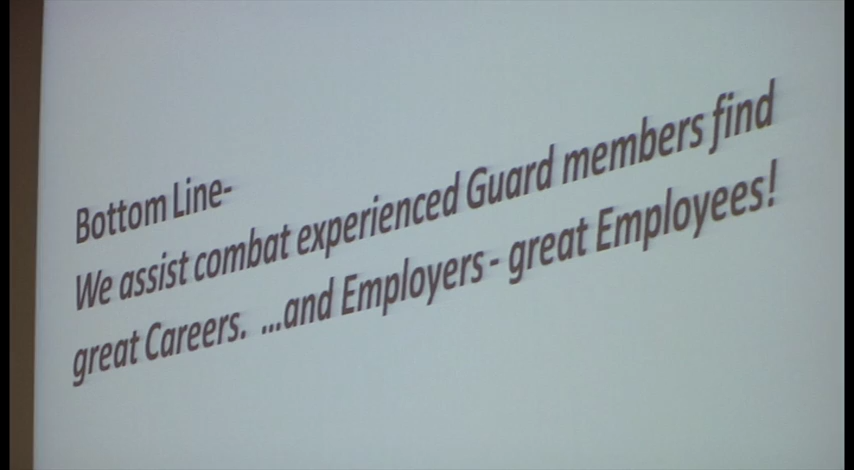 Bottom Line-
We assist combat experienced Guard members find
great Careers.  ...and Employers - great Employees!